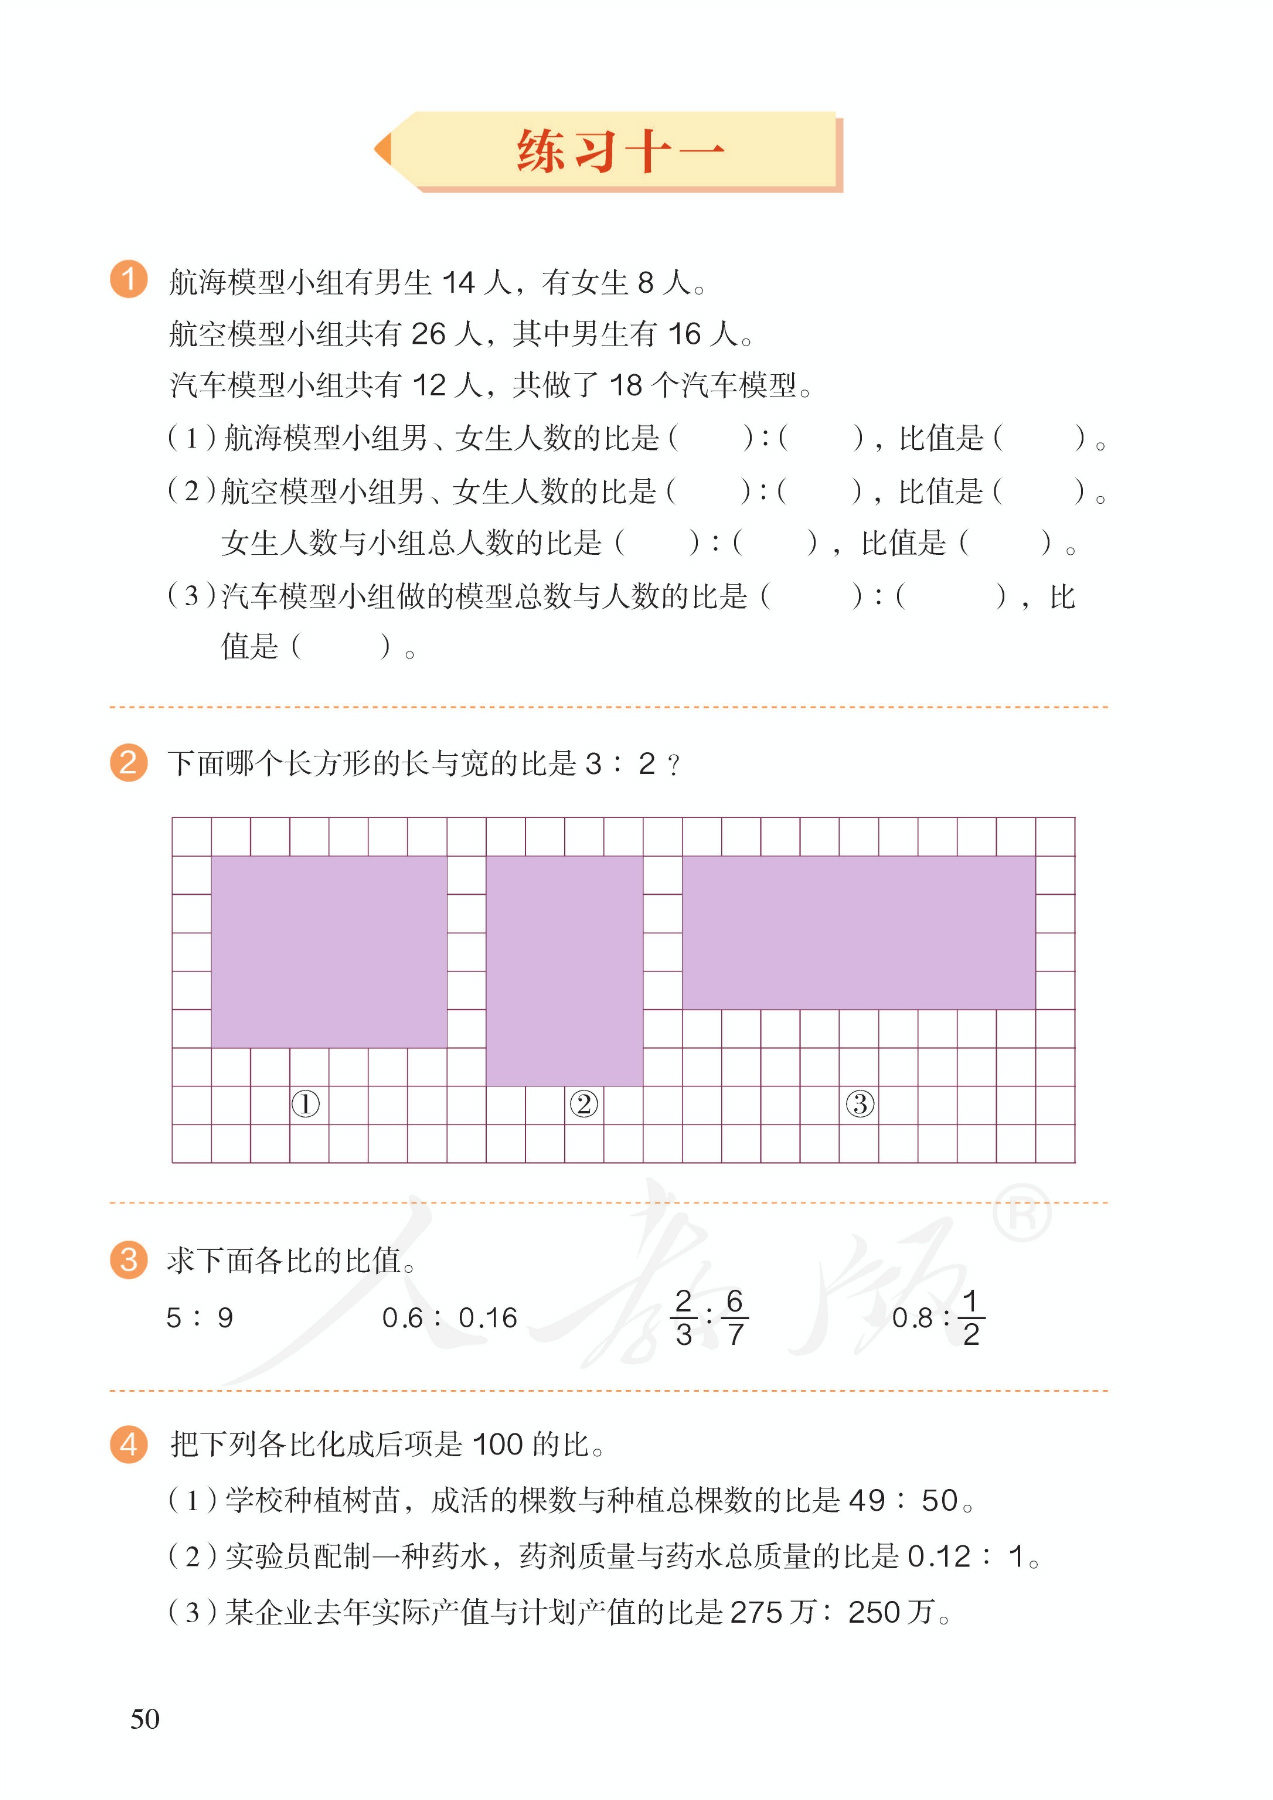 练习十一
1 航海模型小组有男生 14 人，有女生 8 人。
航空模型小组共有 26 人，其中男生有 16 人。
汽车模型小组共有 12 人，共做了 18 个汽车模型。
（1）航海模型小组男、女生人数的比是（　　）∶（　　），比值是（　　）。
（2）航空模型小组男、女生人数的比是（　　）∶（　　），比值是（　　）。
女生人数与小组总人数的比是（　　）∶（　　），比值是（　　）。
（3）汽车模型小组做的模型总数与人数的比是（　　）∶（　　），比
值是（　　）。
2 下面哪个长方形的长与宽的比是 3∶2？
① ② ③
3 求下面各比的比值。
5∶9 0.6∶0.16 2/3∶6/7 0.8∶1/2
4 把下列各比化成后项是 100 的比。
（1）学校种植树苗，成活的棵数与种植总棵数的比是 49∶50。
（2）实验员配制一种药水，药剂质量与药水总质量的比是 0.12∶1。
（3）某企业去年实际产值与计划产值的比是 275 万∶250 万。
50
人教版®